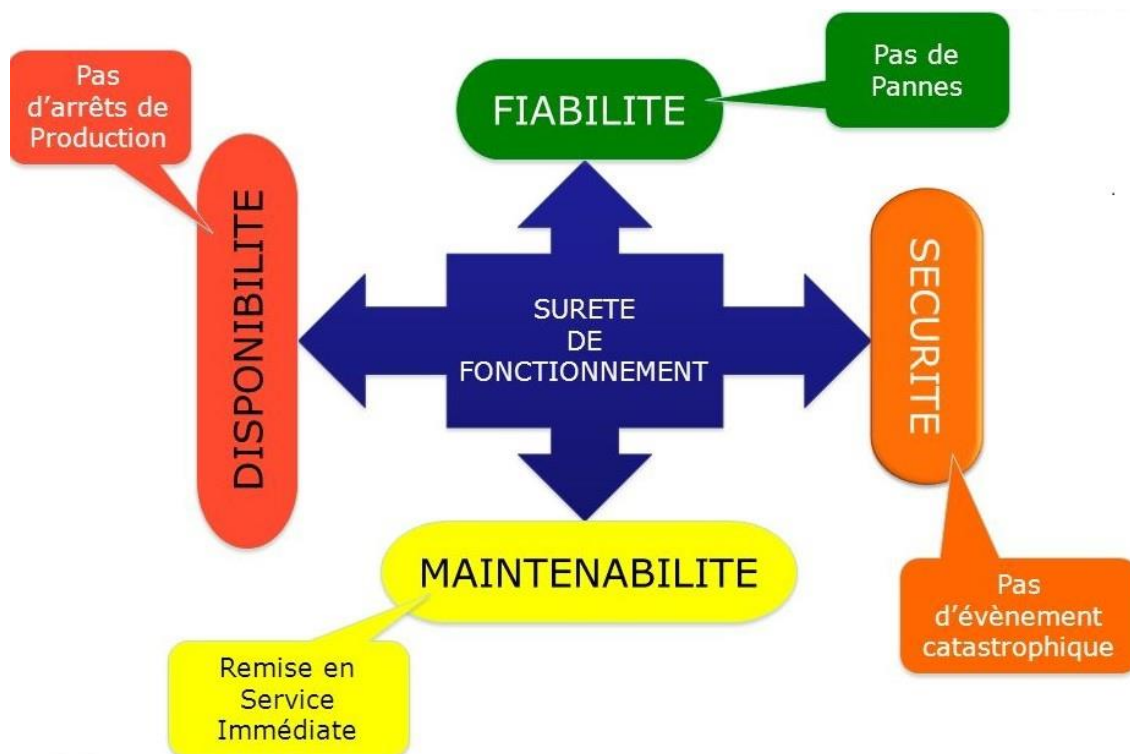 Pas
d’arrêts de
Production
FIABILITE
Pas de
Pannes
DISPONIBILITE
SURETE
DE
FONCTIONNEMENT
SECURITE
MAINTENABILITE
Remise en
Service
Immédiate
Pas
d’évènement
catastrophique